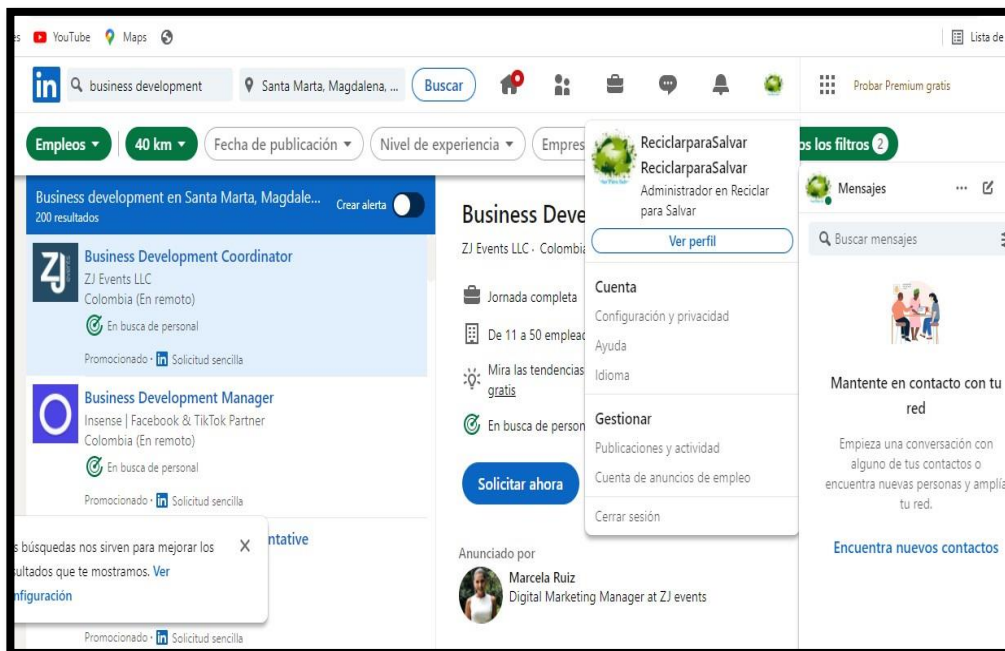 es YouTube Maps Lista de
in business development Santa Marta, Magdalena, ... Buscar Probar Premium gratis
Empleos 40 km Fecha de publicación Nivel de experiencia Empres os los filtros 2
Business development en Santa Marta, Magdale... Crear alerta
200 resultados
ZJ
Business Development Coordinator
ZJ Events LLC
Colombia (En remoto)
En busca de personal
Promocionado · in Solicitud sencilla
Business Development Manager
Insense | Facebook & TikTok Partner
Colombia (En remoto)
En busca de personal
Promocionado · in Solicitud sencilla
ntative
s búsquedas nos sirven para mejorar los
ultados que te mostramos. Ver
nfiguración
Promocionado · in Solicitud sencilla
Business Deve
ZJ Events LLC · Colombia
Jornada completa
De 11 a 50 emplead
Mira las tendencias
gratis
En busca de person
Solicitar ahora
Anunciado por
Marcela Ruiz
Digital Marketing Manager at ZJ events
ReciclarparaSalvar
ReciclarparaSalvar
Administrador en Reciclar
para Salvar
Ver perfil
Cuenta
Configuración y privacidad
Ayuda
Idioma
Gestionar
Publicaciones y actividad
Cuenta de anuncios de empleo
Cerrar sesión
Mensajes ...
Buscar mensajes
Mantente en contacto con tu
red
Empieza una conversación con
alguno de tus contactos o
encuentra nuevas personas y amplía
tu red.
Encuentra nuevos contactos